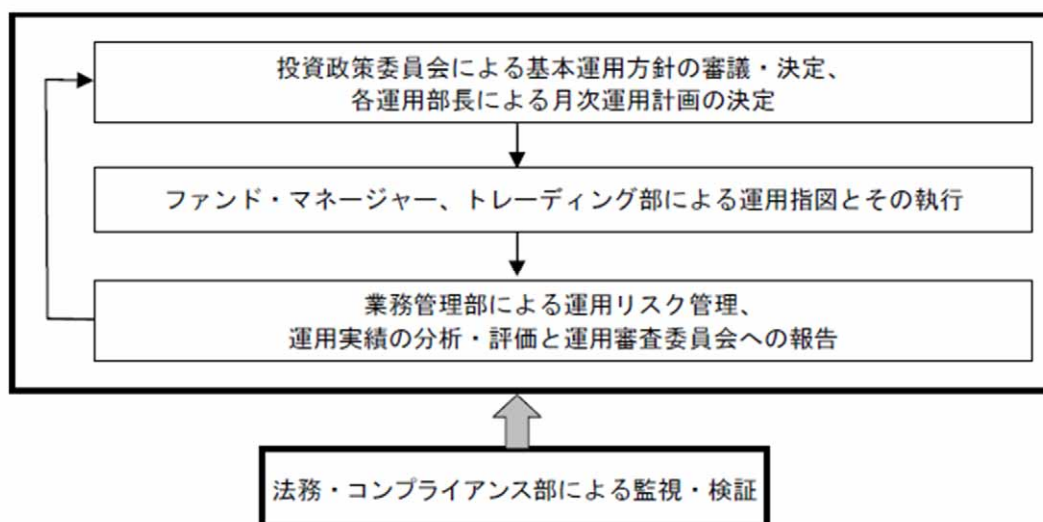 投資政策委員会による基本運用方針の審議・決定、
各運用部長による月次運用計画の決定
ファンド・マネージャー、トレーディング部による運用指図とその執行
業務管理部による運用リスク管理、
運用実績の分析・評価と運用審査委員会への報告
法務・コンプライアンス部による監視・検証